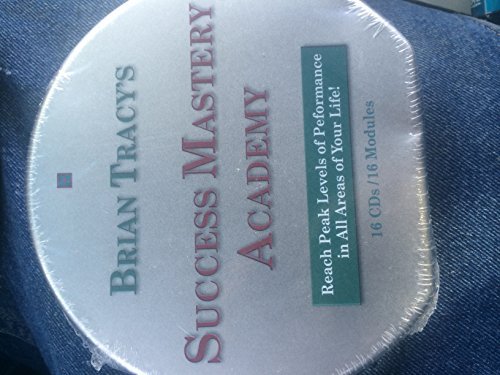 BRIAN TRACY'S
SUCCESS MASTERY
ACADEMY
Reach Peak Levels of Peformance
in All Areas of Your Life!
16 CDs / 16 Modules